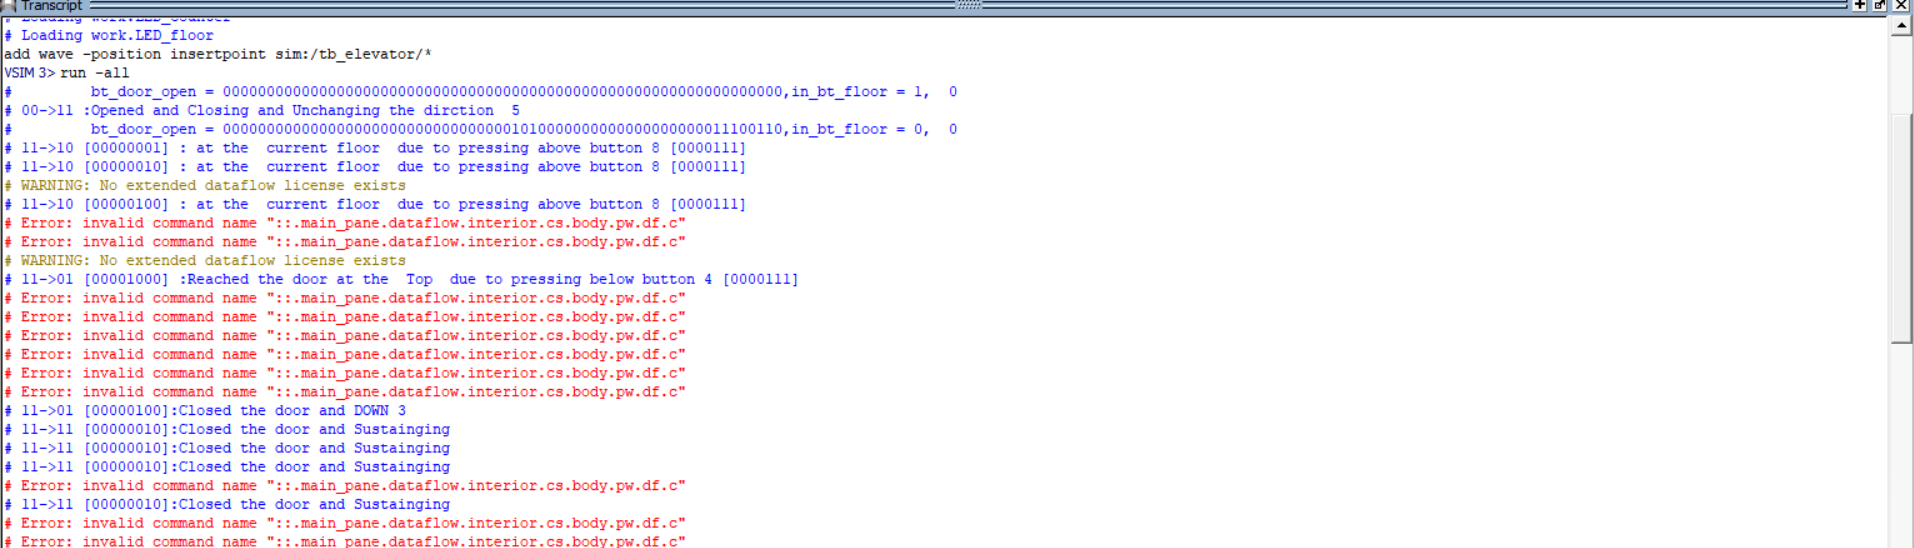 Transcript
# Loading work.LED_counter
# Loading work.LED_floor
add wave -position insertpoint sim:/tb_elevator/*
VSIM 3> run -all
#         bt_door_open = 0000000000000000000000000000000000000000000000000000000000000000,in_bt_floor = 1,  0
# 00->11 :Opened and Closing and Unchanging the dirction  5
#         bt_door_open = 0000000000000000000000000000000001010000000000000000000011100110,in_bt_floor = 0,  0
# 11->10 [00000001] : at the  current floor  due to pressing above button 8 [0000111]
# 11->10 [00000010] : at the  current floor  due to pressing above button 8 [0000111]
# WARNING: No extended dataflow license exists
# 11->10 [00000100] : at the  current floor  due to pressing above button 8 [0000111]
# Error: invalid command name "::.main_pane.dataflow.interior.cs.body.pw.df.c"
# Error: invalid command name "::.main_pane.dataflow.interior.cs.body.pw.df.c"
# WARNING: No extended dataflow license exists
# 11->01 [00001000] :Reached the door at the  Top  due to pressing below button 4 [0000111]
# Error: invalid command name "::.main_pane.dataflow.interior.cs.body.pw.df.c"
# Error: invalid command name "::.main_pane.dataflow.interior.cs.body.pw.df.c"
# Error: invalid command name "::.main_pane.dataflow.interior.cs.body.pw.df.c"
# Error: invalid command name "::.main_pane.dataflow.interior.cs.body.pw.df.c"
# Error: invalid command name "::.main_pane.dataflow.interior.cs.body.pw.df.c"
# Error: invalid command name "::.main_pane.dataflow.interior.cs.body.pw.df.c"
# 11->01 [00000100]:Closed the door and DOWN 3
# 11->11 [00000010]:Closed the door and Sustainging
# 11->11 [00000010]:Closed the door and Sustainging
# 11->11 [00000010]:Closed the door and Sustainging
# Error: invalid command name "::.main_pane.dataflow.interior.cs.body.pw.df.c"
# 11->11 [00000010]:Closed the door and Sustainging
# Error: invalid command name "::.main_pane.dataflow.interior.cs.body.pw.df.c"
# Error: invalid command name "::.main_pane.dataflow.interior.cs.body.pw.df.c"